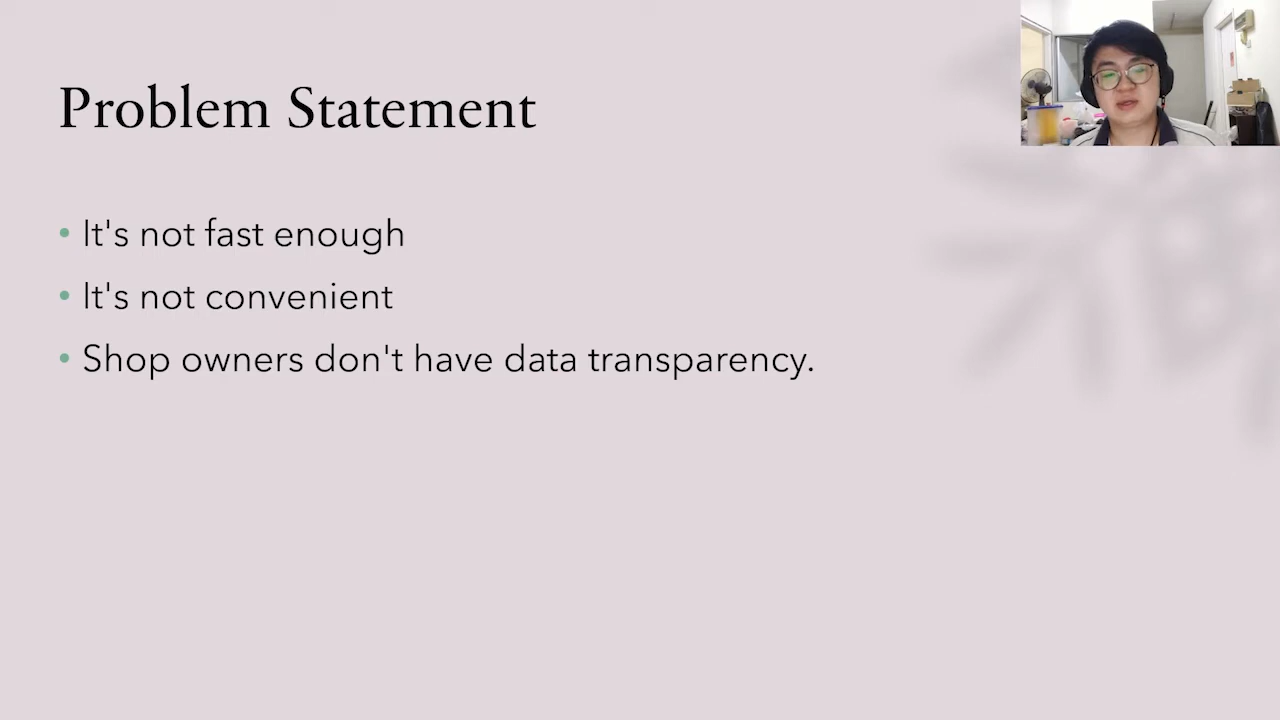 Problem Statement
• It's not fast enough
• It's not convenient
• Shop owners don't have data transparency.